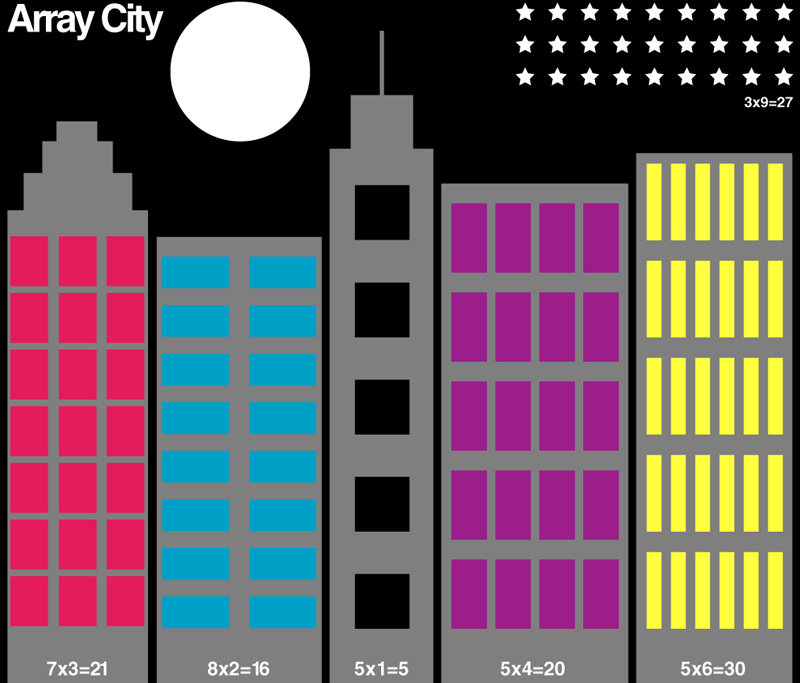 Array City
3x9=27
7x3=21
8x2=16
5x1=5
5x4=20
5x6=30